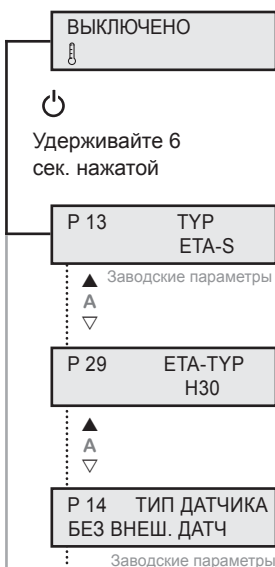 ВЫКЛЮЧЕНО
Удерживайте 6
сек. нажатой
P 13 TYP
ETA-S
Заводские параметры
A
P 29 ETA-TYP
H30
A
P 14 ТИП ДАТЧИКА
БЕЗ ВНЕШ. ДАТЧ
Заводские параметры